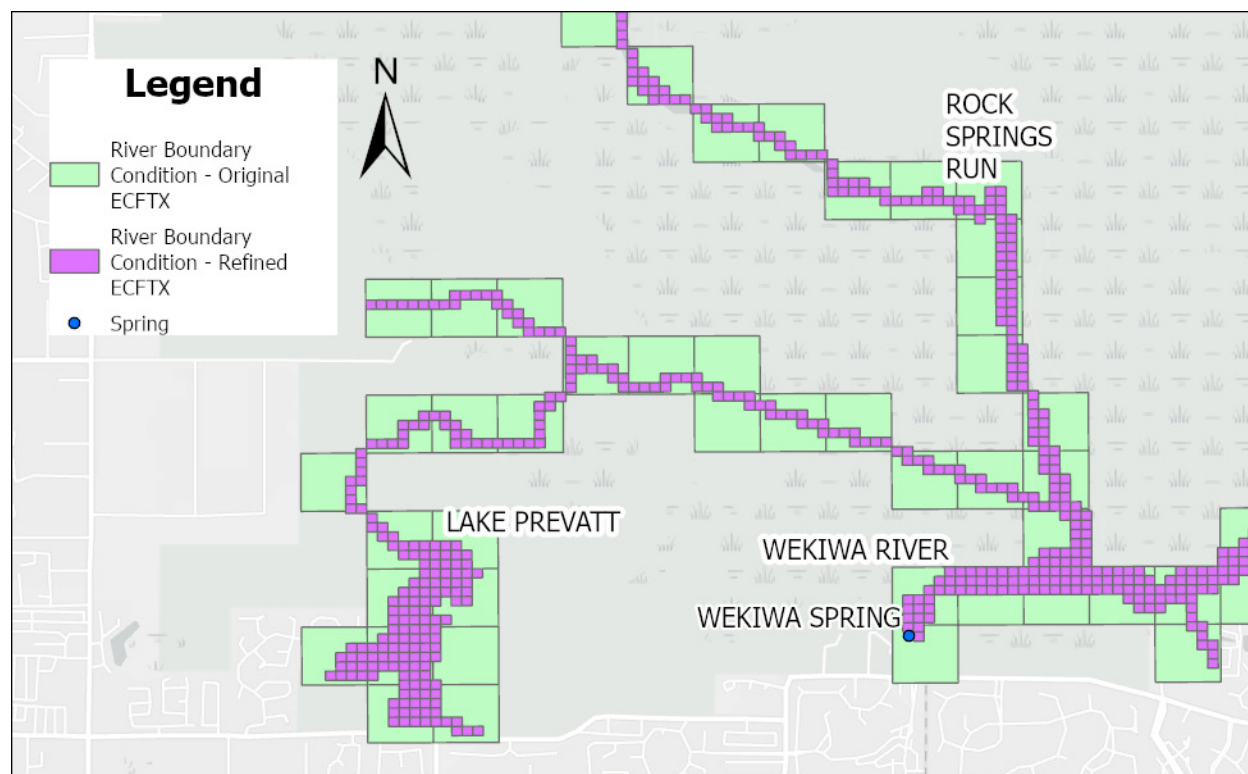 Legend
River Boundary
Condition - Original
ECFTX
River Boundary
Condition - Refined
ECFTX
Spring
N
ROCK
SPRINGS
RUN
LAKE PREVATT
WEKIWA RIVER
WEKIWA SPRING